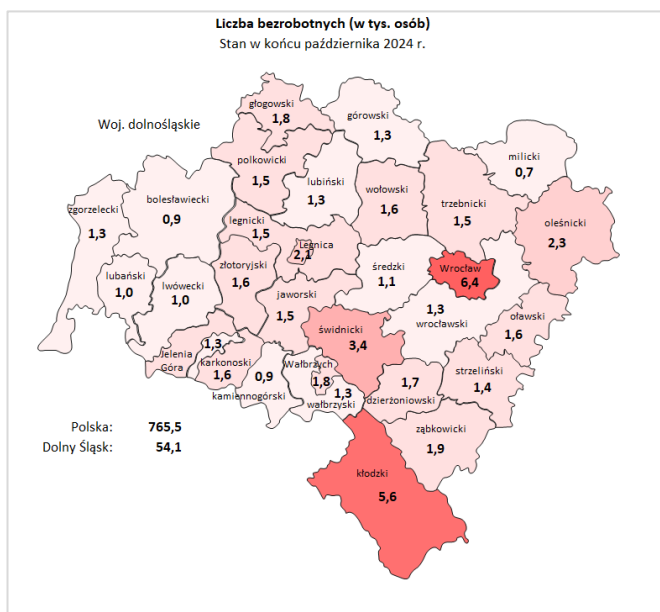 Liczba bezrobotnych (w tys. osób)
Stan w końcu października 2024 r.
Woj. dolnośląskie
głogowski
1,8
górowski
1,3
milicki
0,7
polkowicki
1,5
lubiński
1,3
wołowski
1,6
trzebnicki
1,5
oleśnicki
2,3
zgorzelecki
1,3
bolesławiecki
0,9
legnicki
1,5
Legnica
2,1
lubański
1,0
lwówecki
1,0
złotoryjski
1,6
średzki
1,1
Wrocław
6,4
jaworski
1,5
1,3
wrocławski
oławski
1,6
świdnicki
3,4
1,3
Jelenia
Góra
karkonoski
1,6
0,9
kamiennogórski
Wałbrzych
1,8
1,3
wałbrzyski
1,7
dzierżoniowski
strzeliński
1,4
ząbkowicki
1,9
kłodzki
5,6
Polska: 765,5
Dolny Śląsk: 54,1